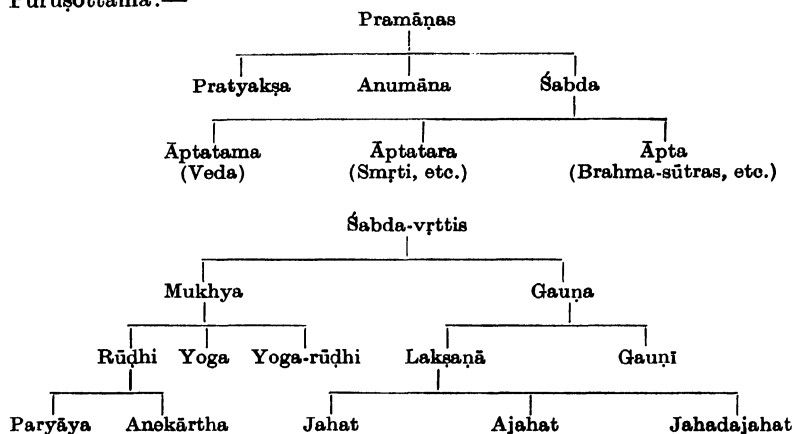 Puruṣottama:—
Pramāṇas
Pratyakṣa Anumāna Śabda
Āptatama Āptatara Āpta
(Veda) (Smṛti, etc.) (Brahma-sūtras, etc.)
Śabda-vṛttis
Mukhya Gauṇa
Rūḍhi Yoga Yoga-rūḍhi Lakṣaṇā Gauṇī
Paryāya Anekārtha Jahat Ajahat Jahadajahat